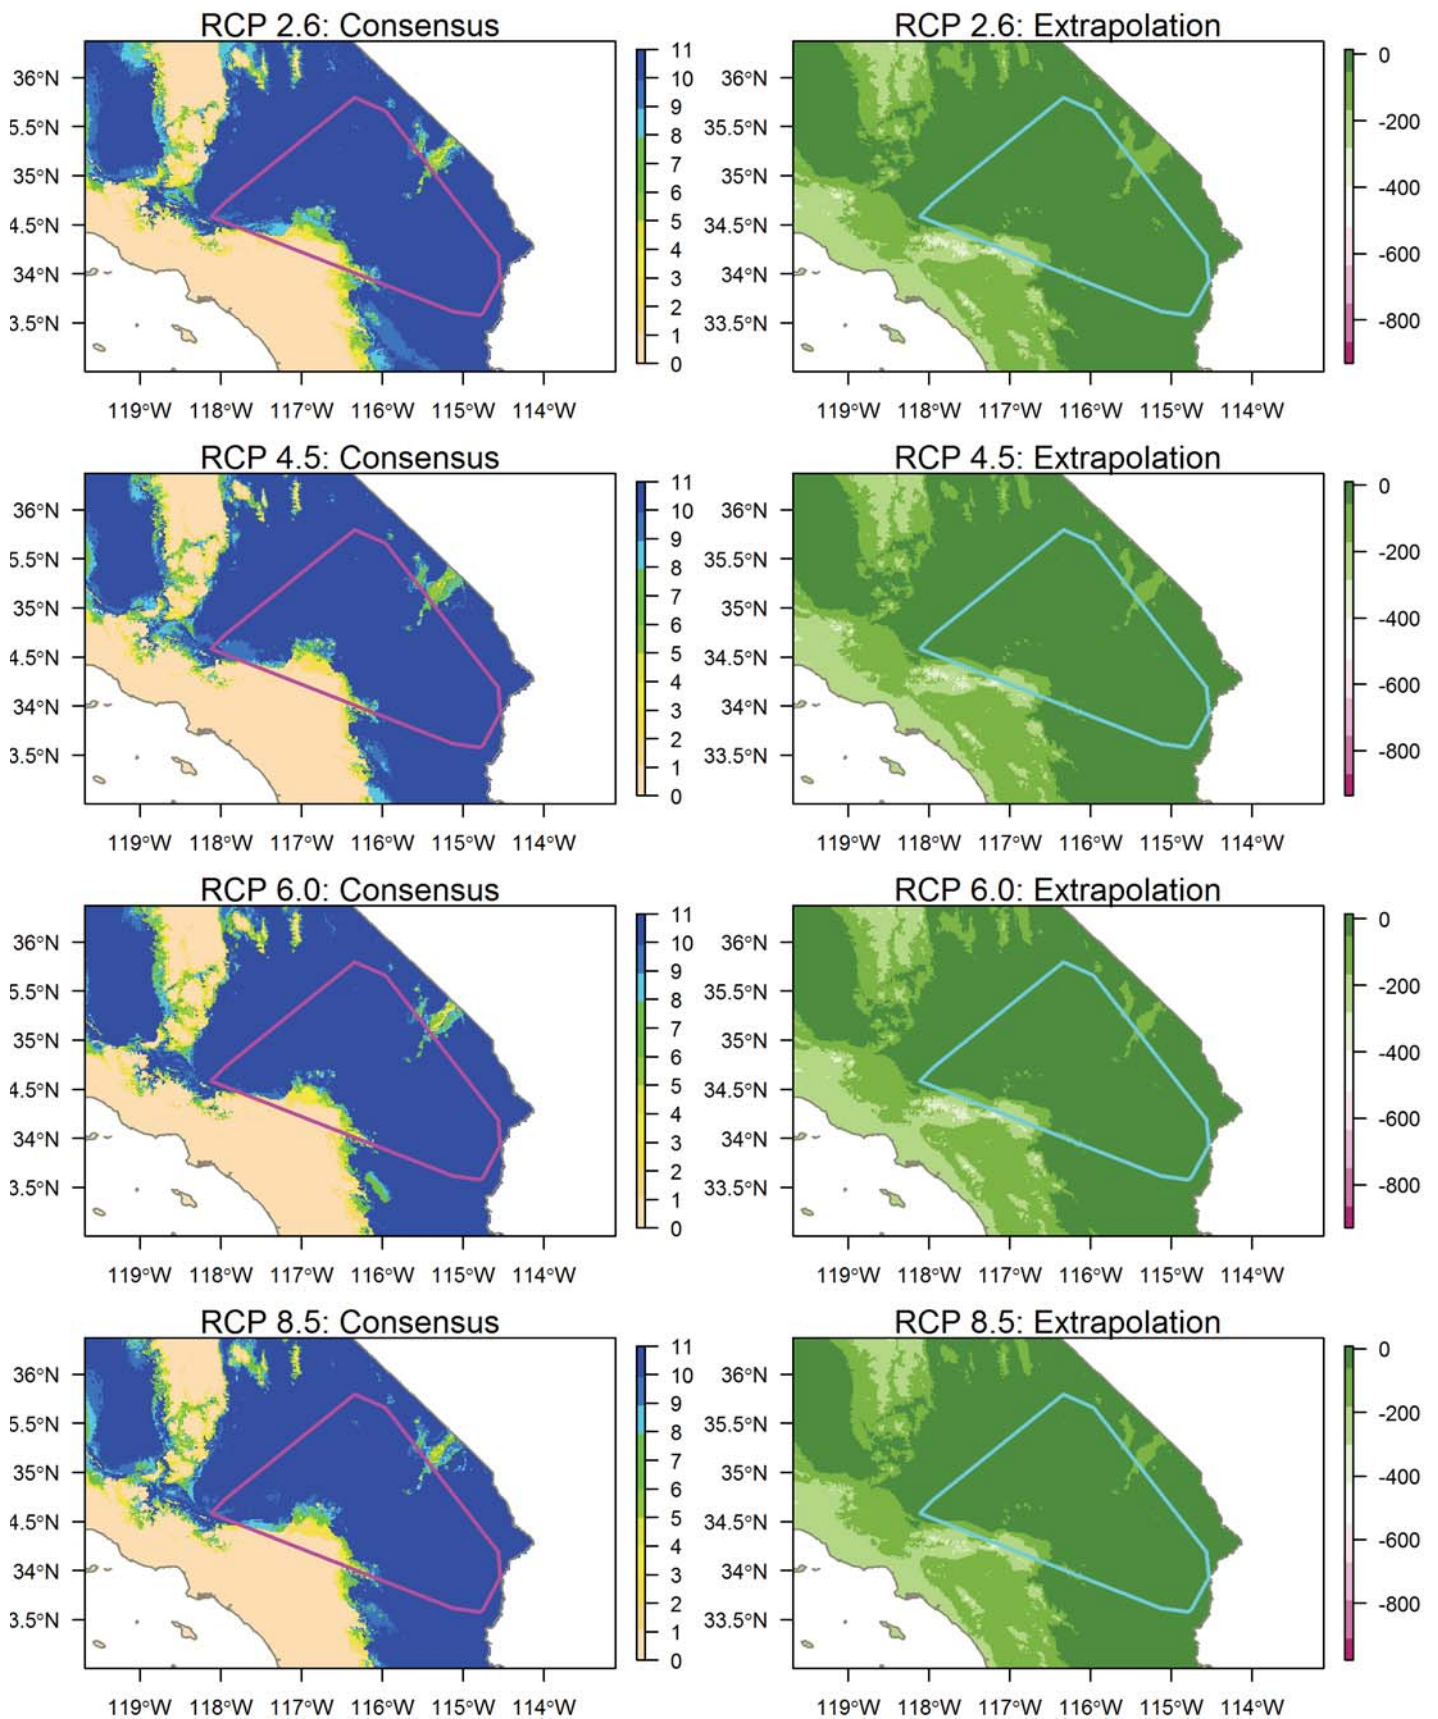 RCP 2.6: Consensus
36°N
5.5°N
35°N
4.5°N
34°N
3.5°N
119°W 118°W 117°W 116°W 115°W 114°W
11
10
9
8
7
6
5
4
3
2
1
0
RCP 2.6: Extrapolation
36°N
35.5°N
35°N
34.5°N
34°N
33.5°N
119°W 118°W 117°W 116°W 115°W 114°W
0
-200
-400
-600
-800
RCP 4.5: Consensus
36°N
5.5°N
35°N
4.5°N
34°N
3.5°N
119°W 118°W 117°W 116°W 115°W 114°W
11
10
9
8
7
6
5
4
3
2
1
0
RCP 4.5: Extrapolation
36°N
35.5°N
35°N
34.5°N
34°N
33.5°N
119°W 118°W 117°W 116°W 115°W 114°W
0
-200
-400
-600
-800
RCP 6.0: Consensus
36°N
5.5°N
35°N
4.5°N
34°N
3.5°N
119°W 118°W 117°W 116°W 115°W 114°W
11
10
9
8
7
6
5
4
3
2
1
0
RCP 6.0: Extrapolation
36°N
35.5°N
35°N
34.5°N
34°N
33.5°N
119°W 118°W 117°W 116°W 115°W 114°W
0
-200
-400
-600
-800
RCP 8.5: Consensus
36°N
5.5°N
35°N
4.5°N
34°N
3.5°N
119°W 118°W 117°W 116°W 115°W 114°W
11
10
9
8
7
6
5
4
3
2
1
0
RCP 8.5: Extrapolation
36°N
35.5°N
35°N
34.5°N
34°N
33.5°N
119°W 118°W 117°W 116°W 115°W 114°W
0
-200
-400
-600
-800